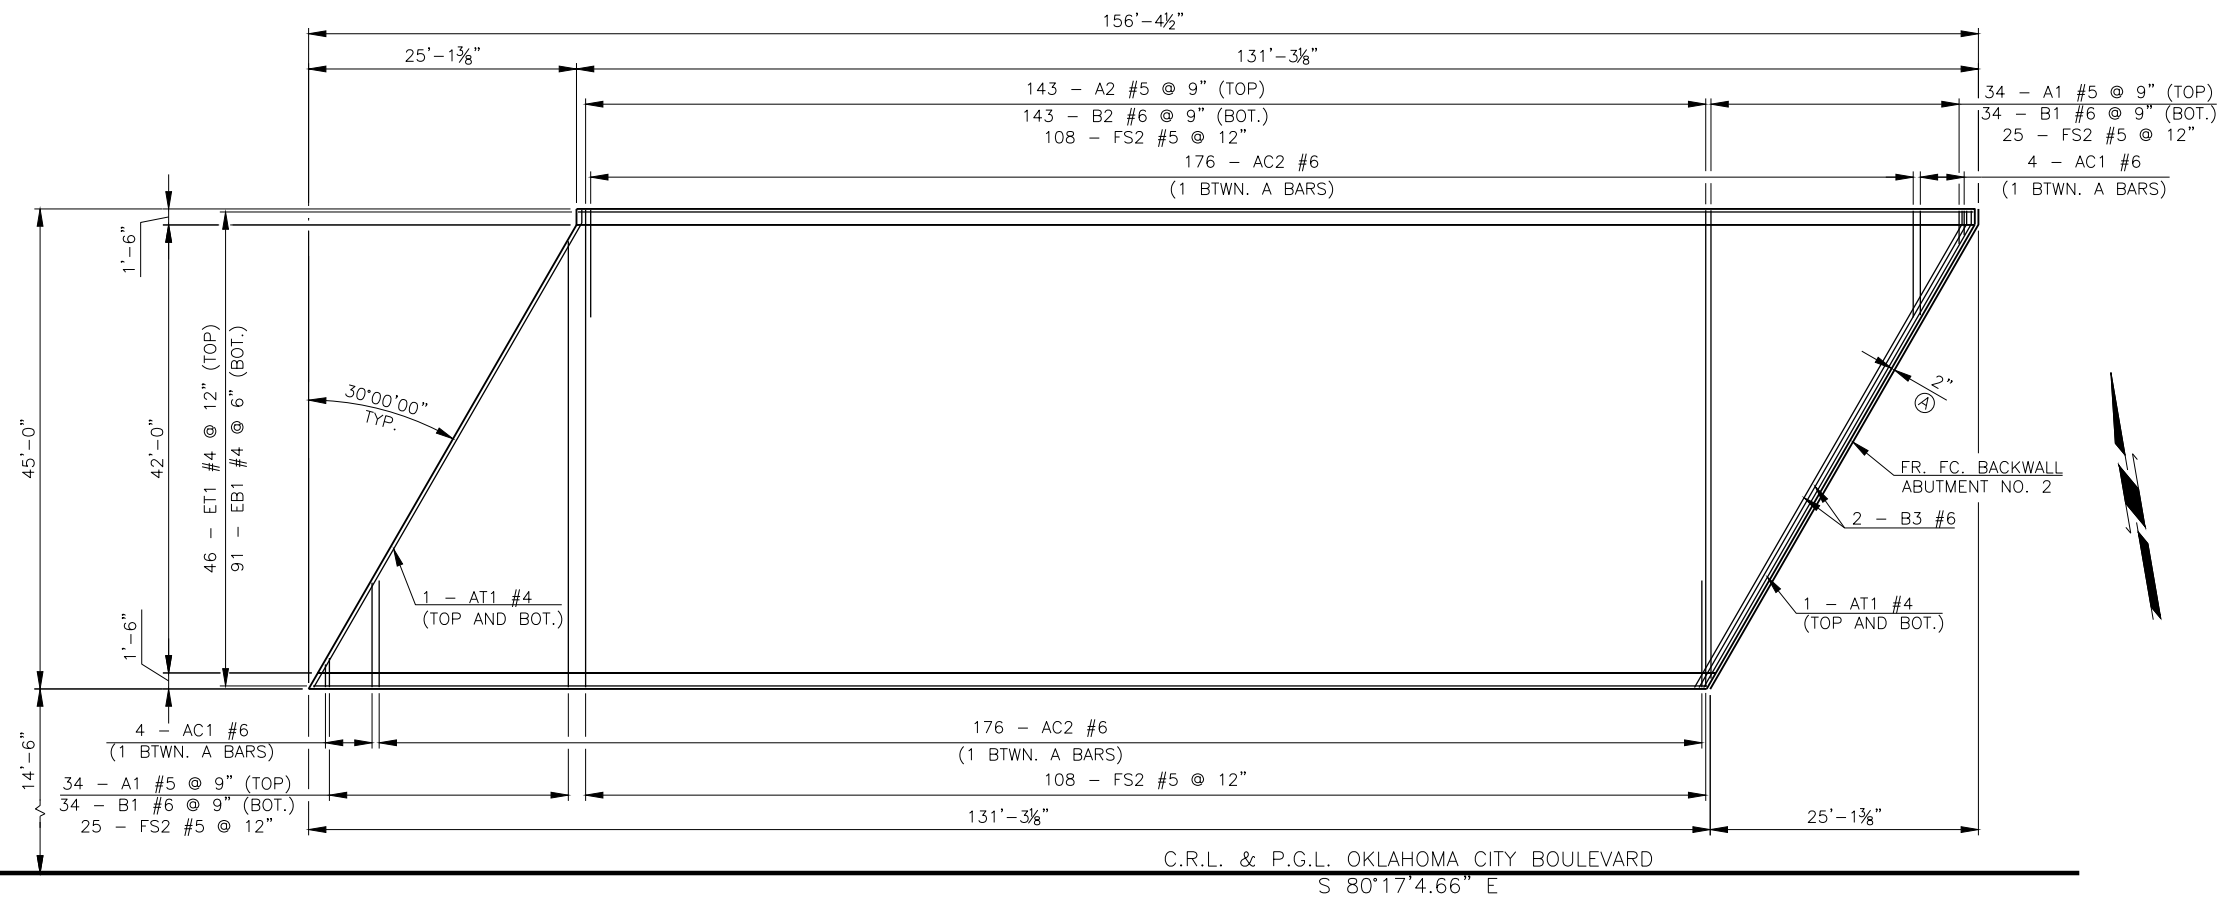 156'-4½"
25'-1⅜"
131'-3⅛"
143 - A2 #5 @ 9" (TOP)
143 - B2 #6 @ 9" (BOT.)
108 - FS2 #5 @ 12"
34 - A1 #5 @ 9" (TOP)
34 - B1 #6 @ 9" (BOT.)
25 - FS2 #5 @ 12"
176 - AC2 #6
(1 BTWN. A BARS)
4 - AC1 #6
(1 BTWN. A BARS)
1'-6"
45'-0"
42'-0"
46 - ET1 #4 @ 12" (TOP)
91 - EB1 #4 @ 6" (BOT.)
30°00'00"
TYP.
2"
A
FR. FC. BACKWALL
ABUTMENT NO. 2
2 - B3 #6
1 - AT1 #4
(TOP AND BOT.)
1 - AT1 #4
(TOP AND BOT.)
1'-6"
14'-6"
4 - AC1 #6
(1 BTWN. A BARS)
176 - AC2 #6
(1 BTWN. A BARS)
34 - A1 #5 @ 9" (TOP)
34 - B1 #6 @ 9" (BOT.)
25 - FS2 #5 @ 12"
108 - FS2 #5 @ 12"
131'-3⅛"
25'-1⅜"
C.R.L. & P.G.L. OKLAHOMA CITY BOULEVARD
S 80°17'4.66" E